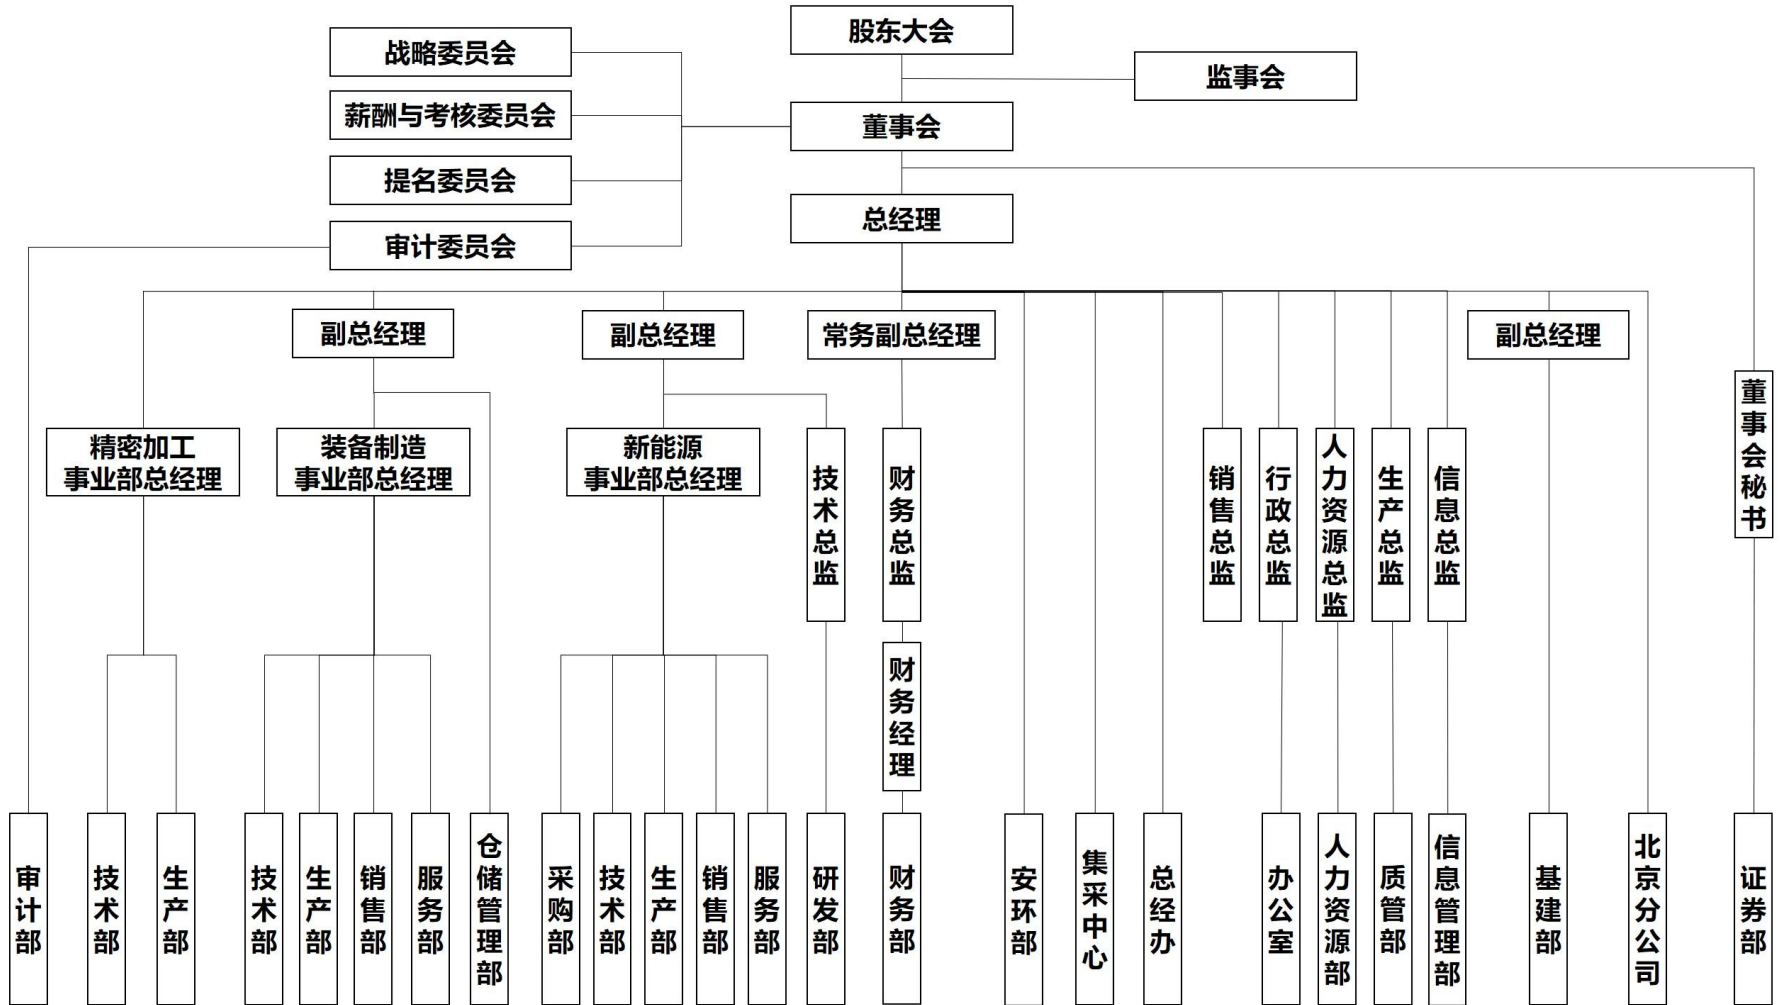 股东大会
战略委员会
监事会
薪酬与考核委员会
董事会
提名委员会
总经理
审计委员会
副总经理
副总经理
常务副总经理
副总经理
董事会秘书
精密加工
事业部总经理
装备制造
事业部总经理
新能源
事业部总经理
技术总监
财务总监
销售总监
行政总监
人力资源总监
生产总监
信息总监
财务经理
审计部
技术部
生产部
技术部
生产部
销售部
服务部
仓储管理部
采购部
技术部
生产部
销售部
服务部
研发部
财务部
安环部
集采中心
总经办
办公室
人力资源部
质管部
信息管理部
基建部
北京分公司
证券部